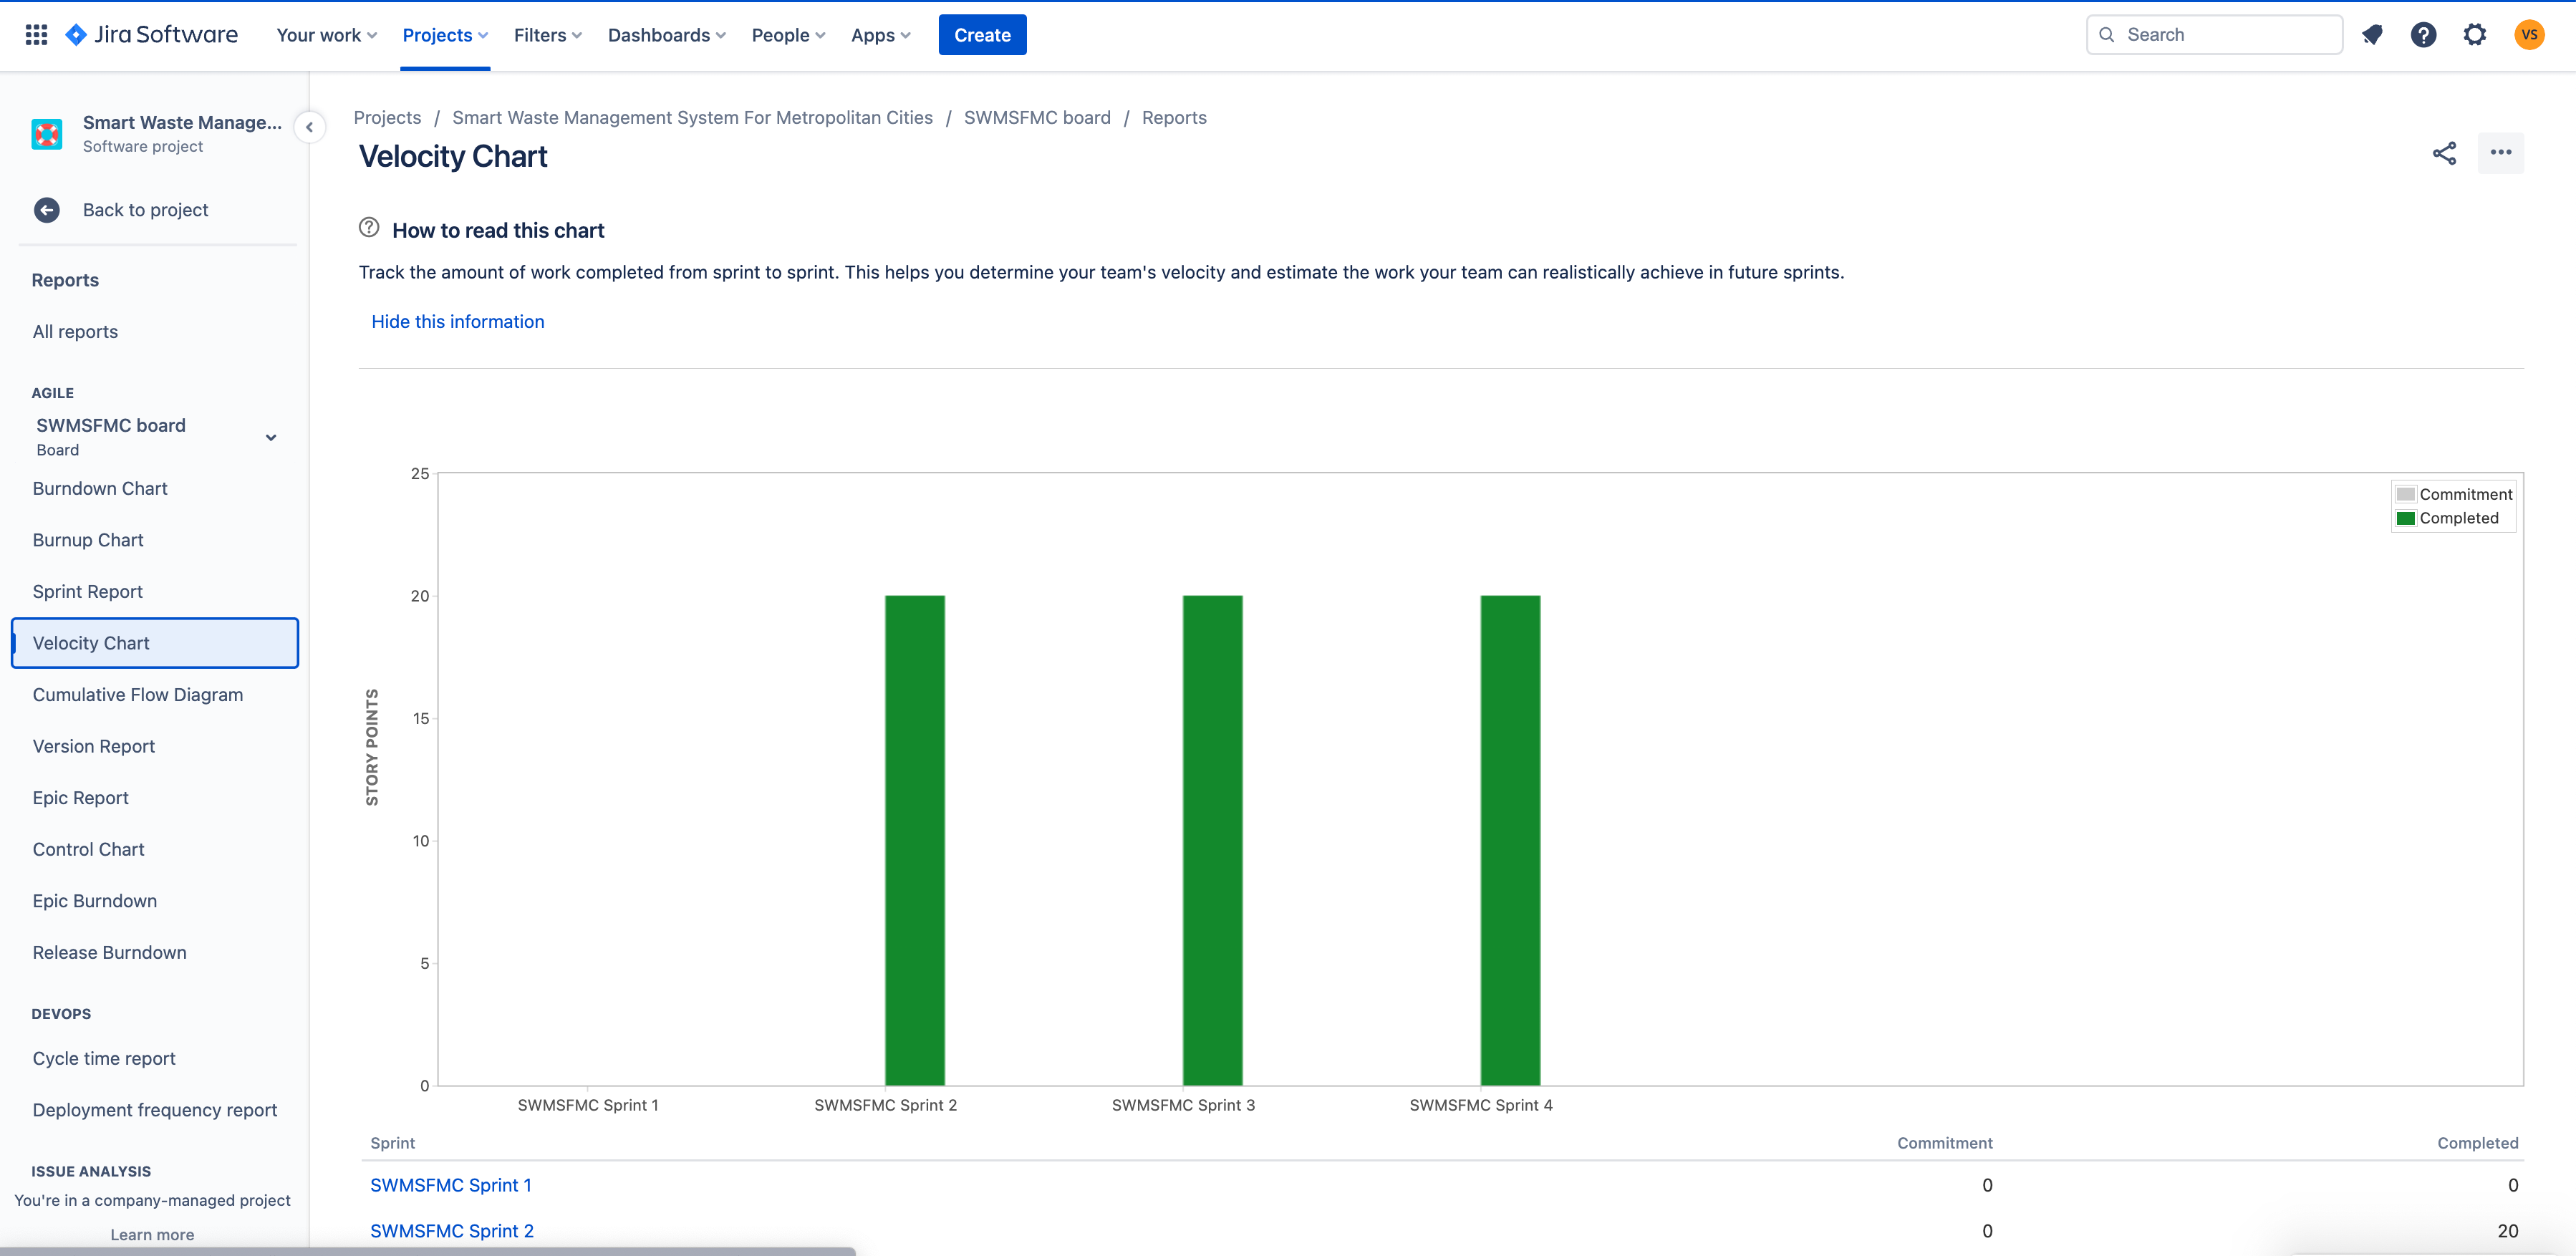 Jira Software Your work Projects Filters Dashboards People Apps Create Search VS
Smart Waste Manage...
Software project
Back to project
Reports
All reports
AGILE
SWMSFMC board
Board
Burndown Chart
Burnup Chart
Sprint Report
Velocity Chart
Cumulative Flow Diagram
Version Report
Epic Report
Control Chart
Epic Burndown
Release Burndown
DEVOPS
Cycle time report
Deployment frequency report
ISSUE ANALYSIS
You're in a company-managed project
Learn more
Projects / Smart Waste Management System For Metropolitan Cities / SWMSFMC board / Reports
Velocity Chart
How to read this chart
Track the amount of work completed from sprint to sprint. This helps you determine your team's velocity and estimate the work your team can realistically achieve in future sprints.
Hide this information
25
20
15
10
5
0
STORY POINTS
Commitment
Completed
SWMSFMC Sprint 1 SWMSFMC Sprint 2 SWMSFMC Sprint 3 SWMSFMC Sprint 4
Sprint Commitment Completed
SWMSFMC Sprint 1 0 0
SWMSFMC Sprint 2 0 20